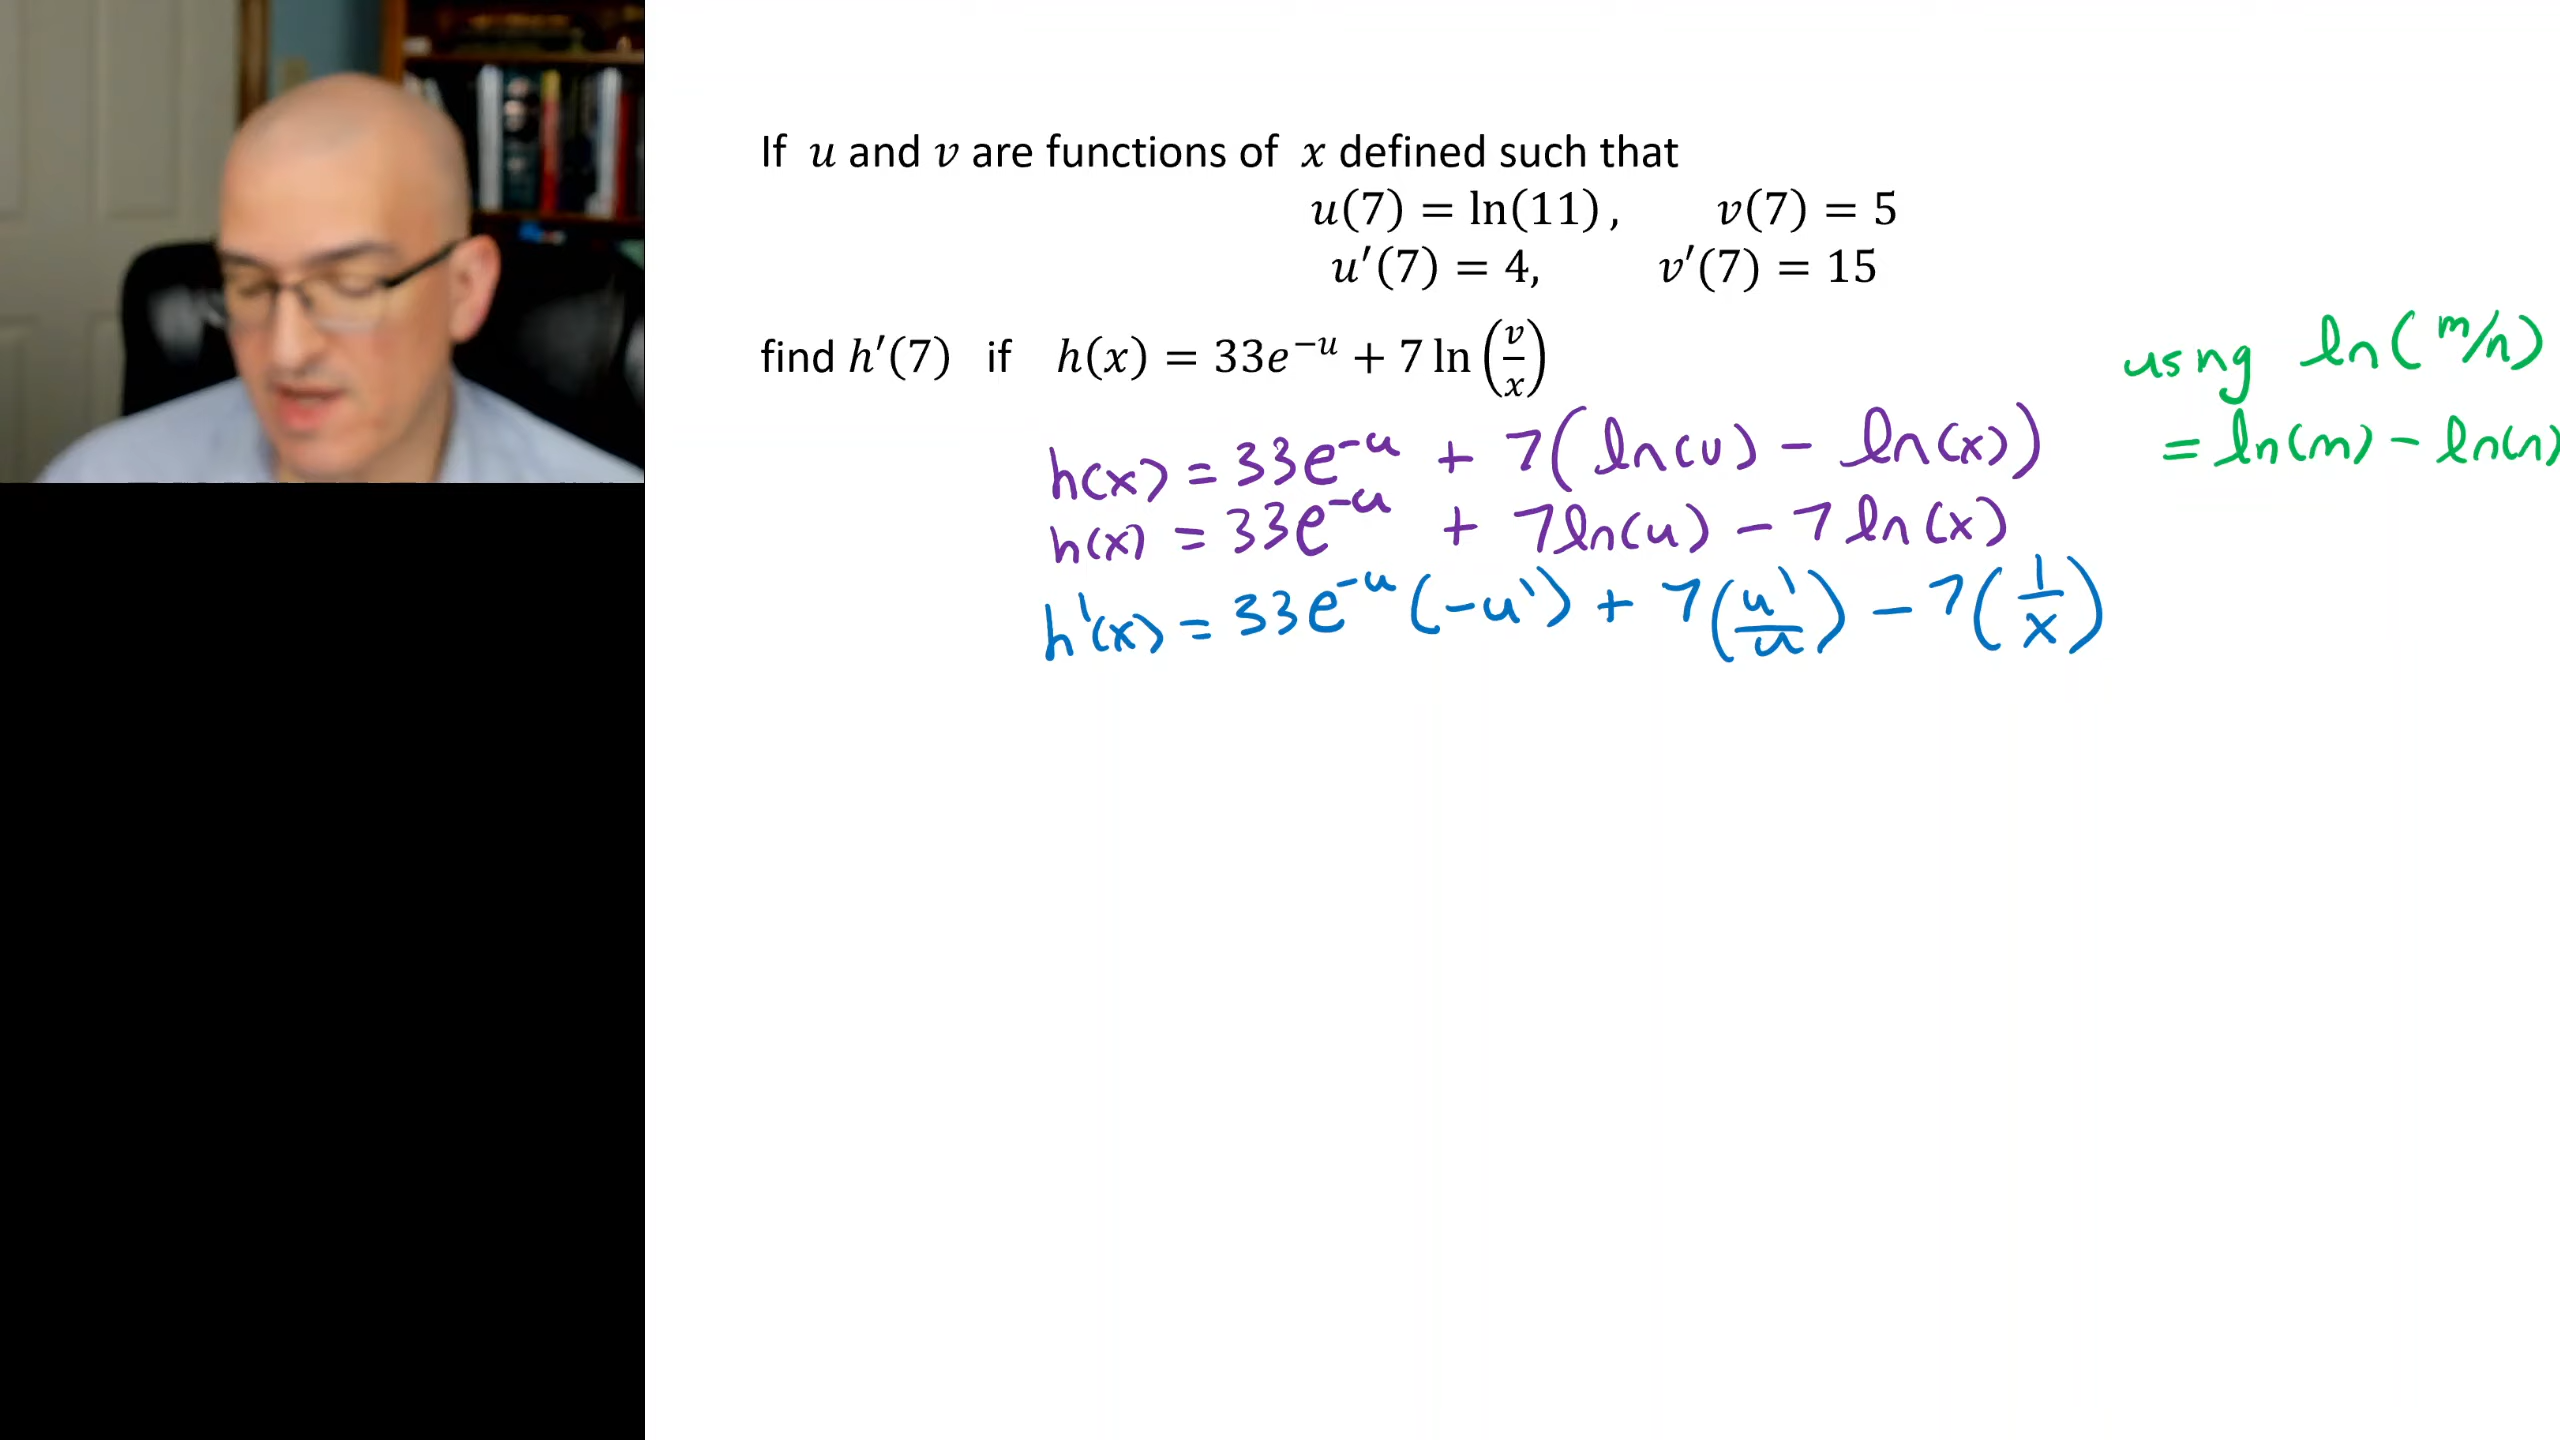 If u and v are functions of x defined such that
u(7) = ln(11), v(7) = 5
u′(7) = 4, v′(7) = 15
find h′(7) if h(x) = 33e^{−u} + 7 ln(v/x)
using ln(m/n)
= ln(m) − ln(n)
h(x) = 33e^{−u} + 7(ln(v) − ln(x))
h(x) = 33e^{−u} + 7ln(u) − 7 ln(x)
h'(x) = 33e^{−u}(−u') + 7(u'/u) − 7(1/x)